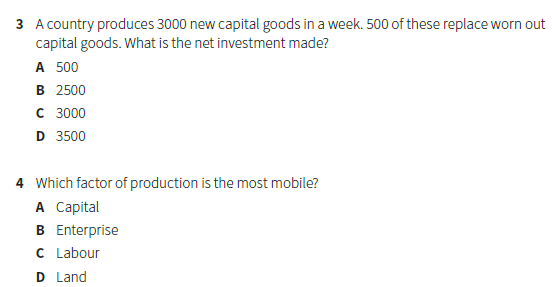 3 A country produces 3000 new capital goods in a week. 500 of these replace worn out
capital goods. What is the net investment made?
A 500
B 2500
C 3000
D 3500
4 Which factor of production is the most mobile?
A Capital
B Enterprise
C Labour
D Land